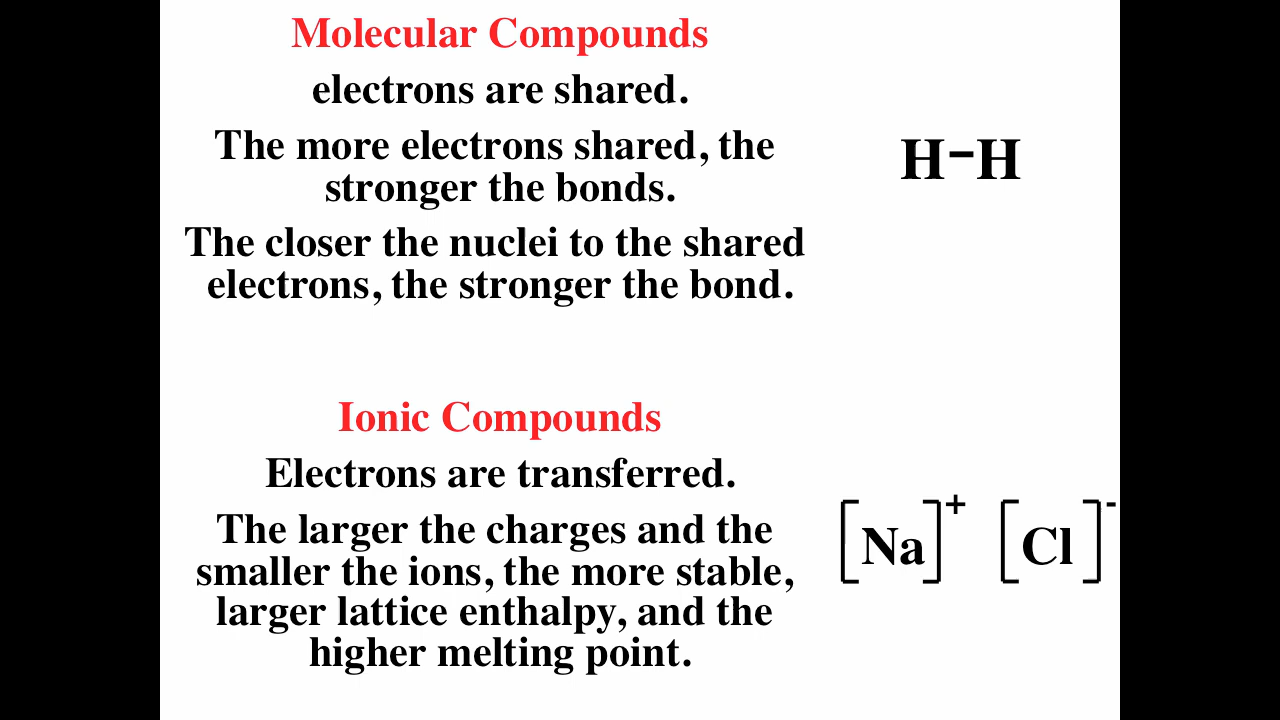 Molecular Compounds
electrons are shared.
The more electrons shared, the
stronger the bonds.
H-H
The closer the nuclei to the shared
electrons, the stronger the bond.
Ionic Compounds
Electrons are transferred.
The larger the charges and the
smaller the ions, the more stable,
larger lattice enthalpy, and the
higher melting point.
[Na]+ [Cl]-